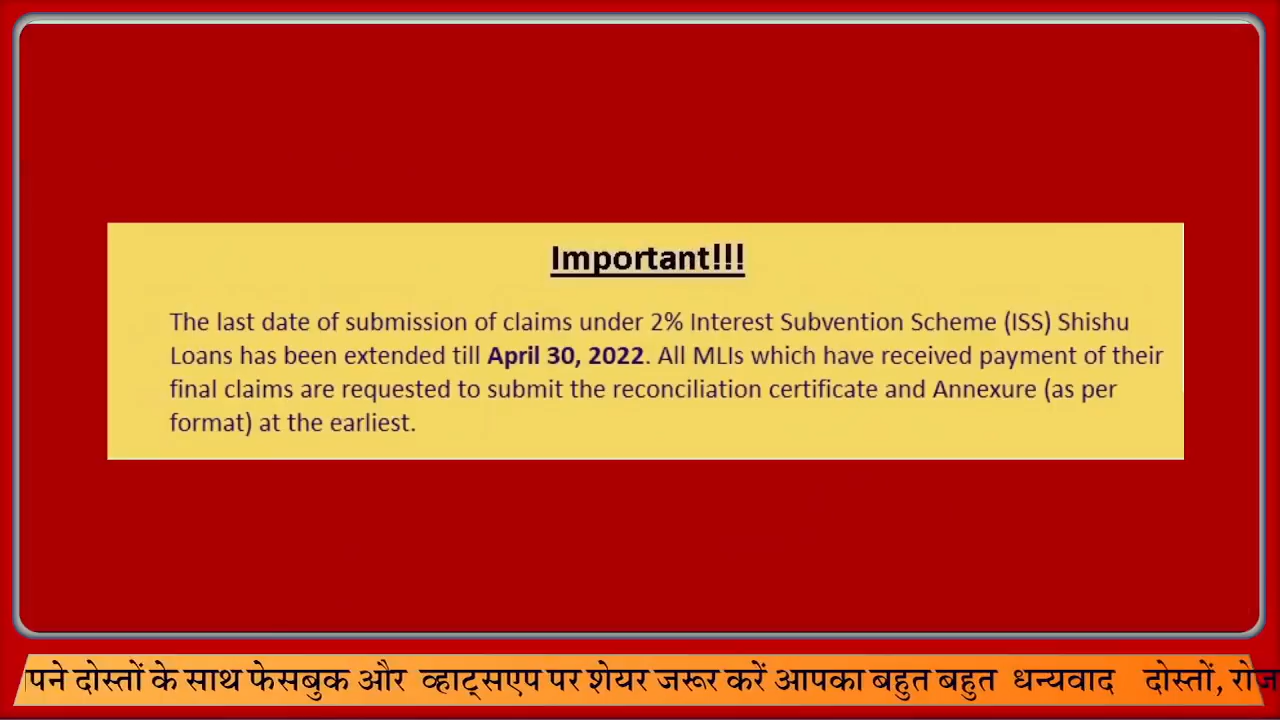 Important!!!
The last date of submission of claims under 2% Interest Subvention Scheme (ISS) Shishu
Loans has been extended till April 30, 2022. All MLIs which have received payment of their
final claims are requested to submit the reconciliation certificate and Annexure (as per
format) at the earliest.
पने दोस्तों के साथ फेसबुक और व्हाट्सएप पर शेयर जरूर करें आपका बहुत बहुत धन्यवाद दोस्तों,